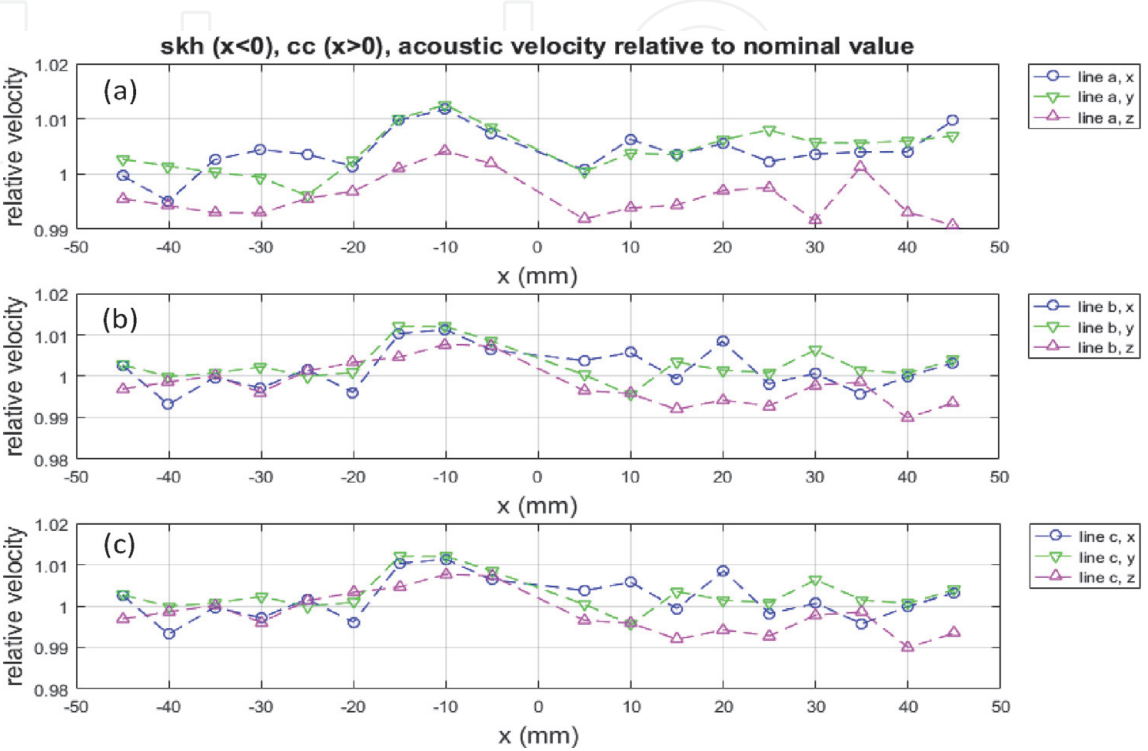 skh (x<0), cc (x>0), acoustic velocity relative to nominal value
(a)
relative velocity
1.02
1.01
1
0.99
-50 -40 -30 -20 -10 0 10 20 30 40 50
x (mm)
line a, x
line a, y
line a, z
(b)
relative velocity
1.02
1.01
1
0.99
0.98
-50 -40 -30 -20 -10 0 10 20 30 40 50
x (mm)
line b, x
line b, y
line b, z
(c)
relative velocity
1.02
1.01
1
0.99
0.98
-50 -40 -30 -20 -10 0 10 20 30 40 50
x (mm)
line c, x
line c, y
line c, z